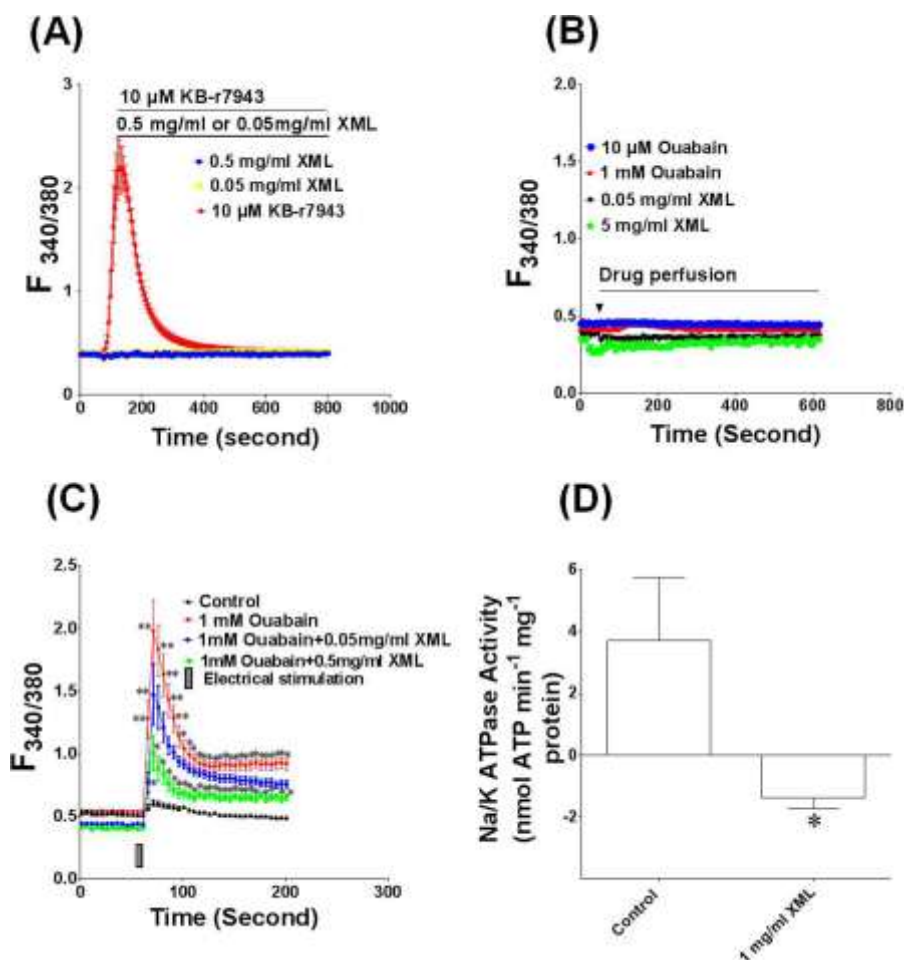 (A)
3
2
1
0
F 340/380
10 µM KB-r7943
0.5 mg/ml or 0.05mg/ml XML
0.5 mg/ml XML
0.05 mg/ml XML
10 µM KB-r7943
0 200 400 600 800 1000
Time (second)
(B)
2.0
1.5
1.0
0.5
0.0
F 340/380
10 µM Ouabain
1 mM Ouabain
0.05 mg/ml XML
5 mg/ml XML
Drug perfusion
0 200 400 600 800
Time (Second)
(C)
2.5
2.0
1.5
1.0
0.5
0.0
F 340/380
Control
1 mM Ouabain
1mM Ouabain+0.05mg/ml XML
1mM Ouabain+0.5mg/ml XML
Electrical stimulation
0 100 200 300
Time (Second)
(D)
6
4
2
0
-2
Na/K ATPase Activity
(nmol ATP min-1 mg-1
protein)
*
Control
1 mg/ml XML